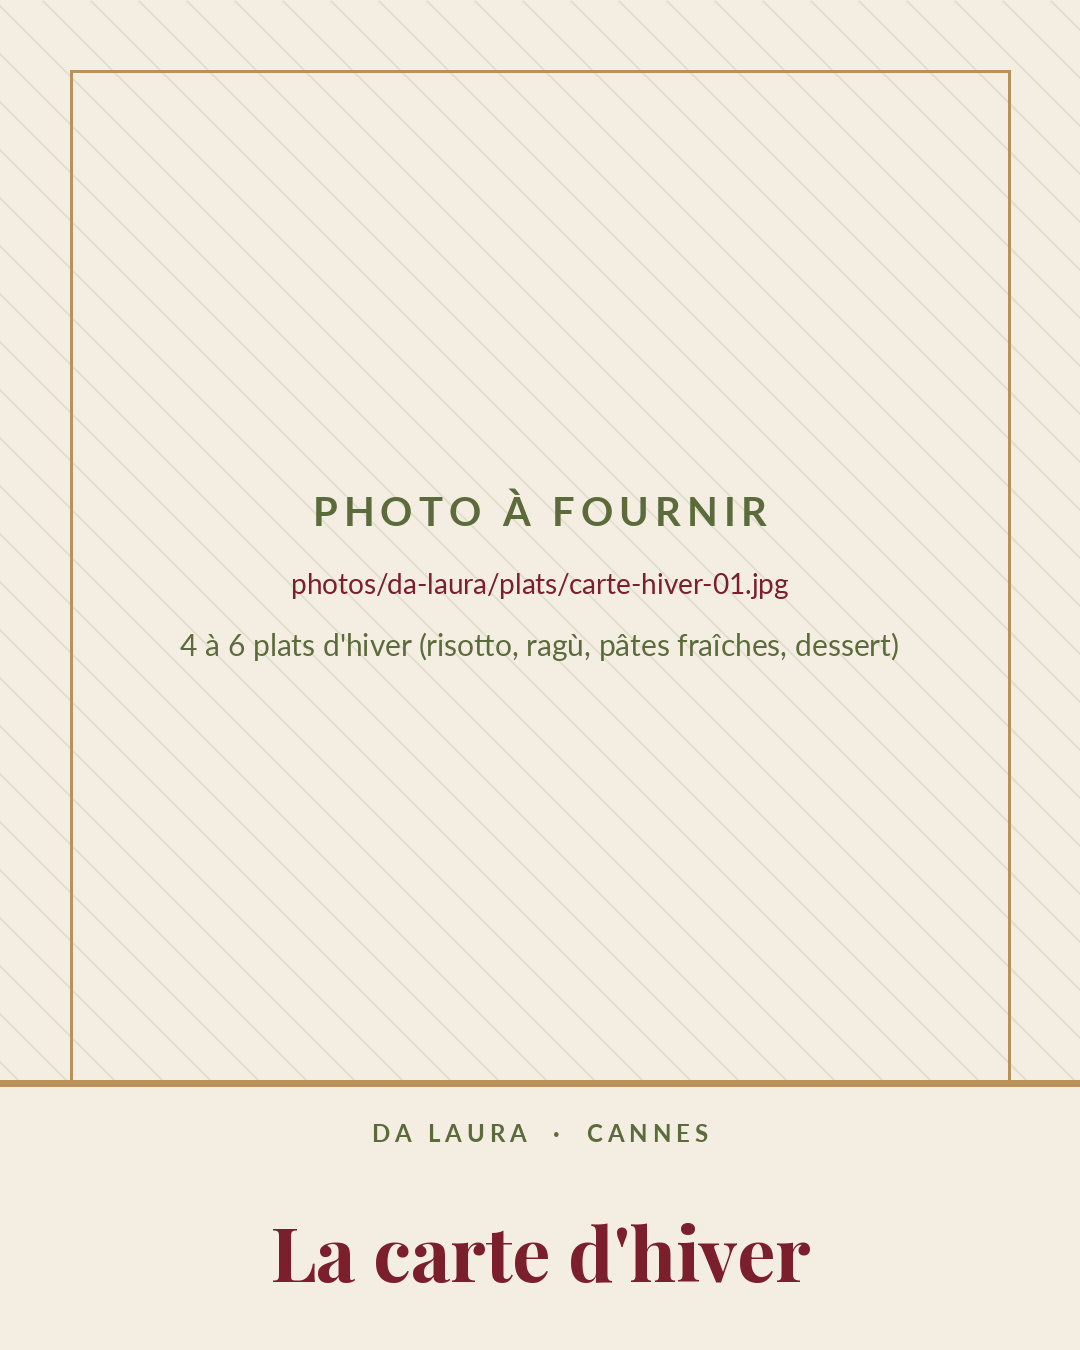 PHOTO À FOURNIR
photos/da-laura/plats/carte-hiver-01.jpg
4 à 6 plats d'hiver (risotto, ragù, pâtes fraîches, dessert)
DA LAURA · CANNES
La carte d'hiver